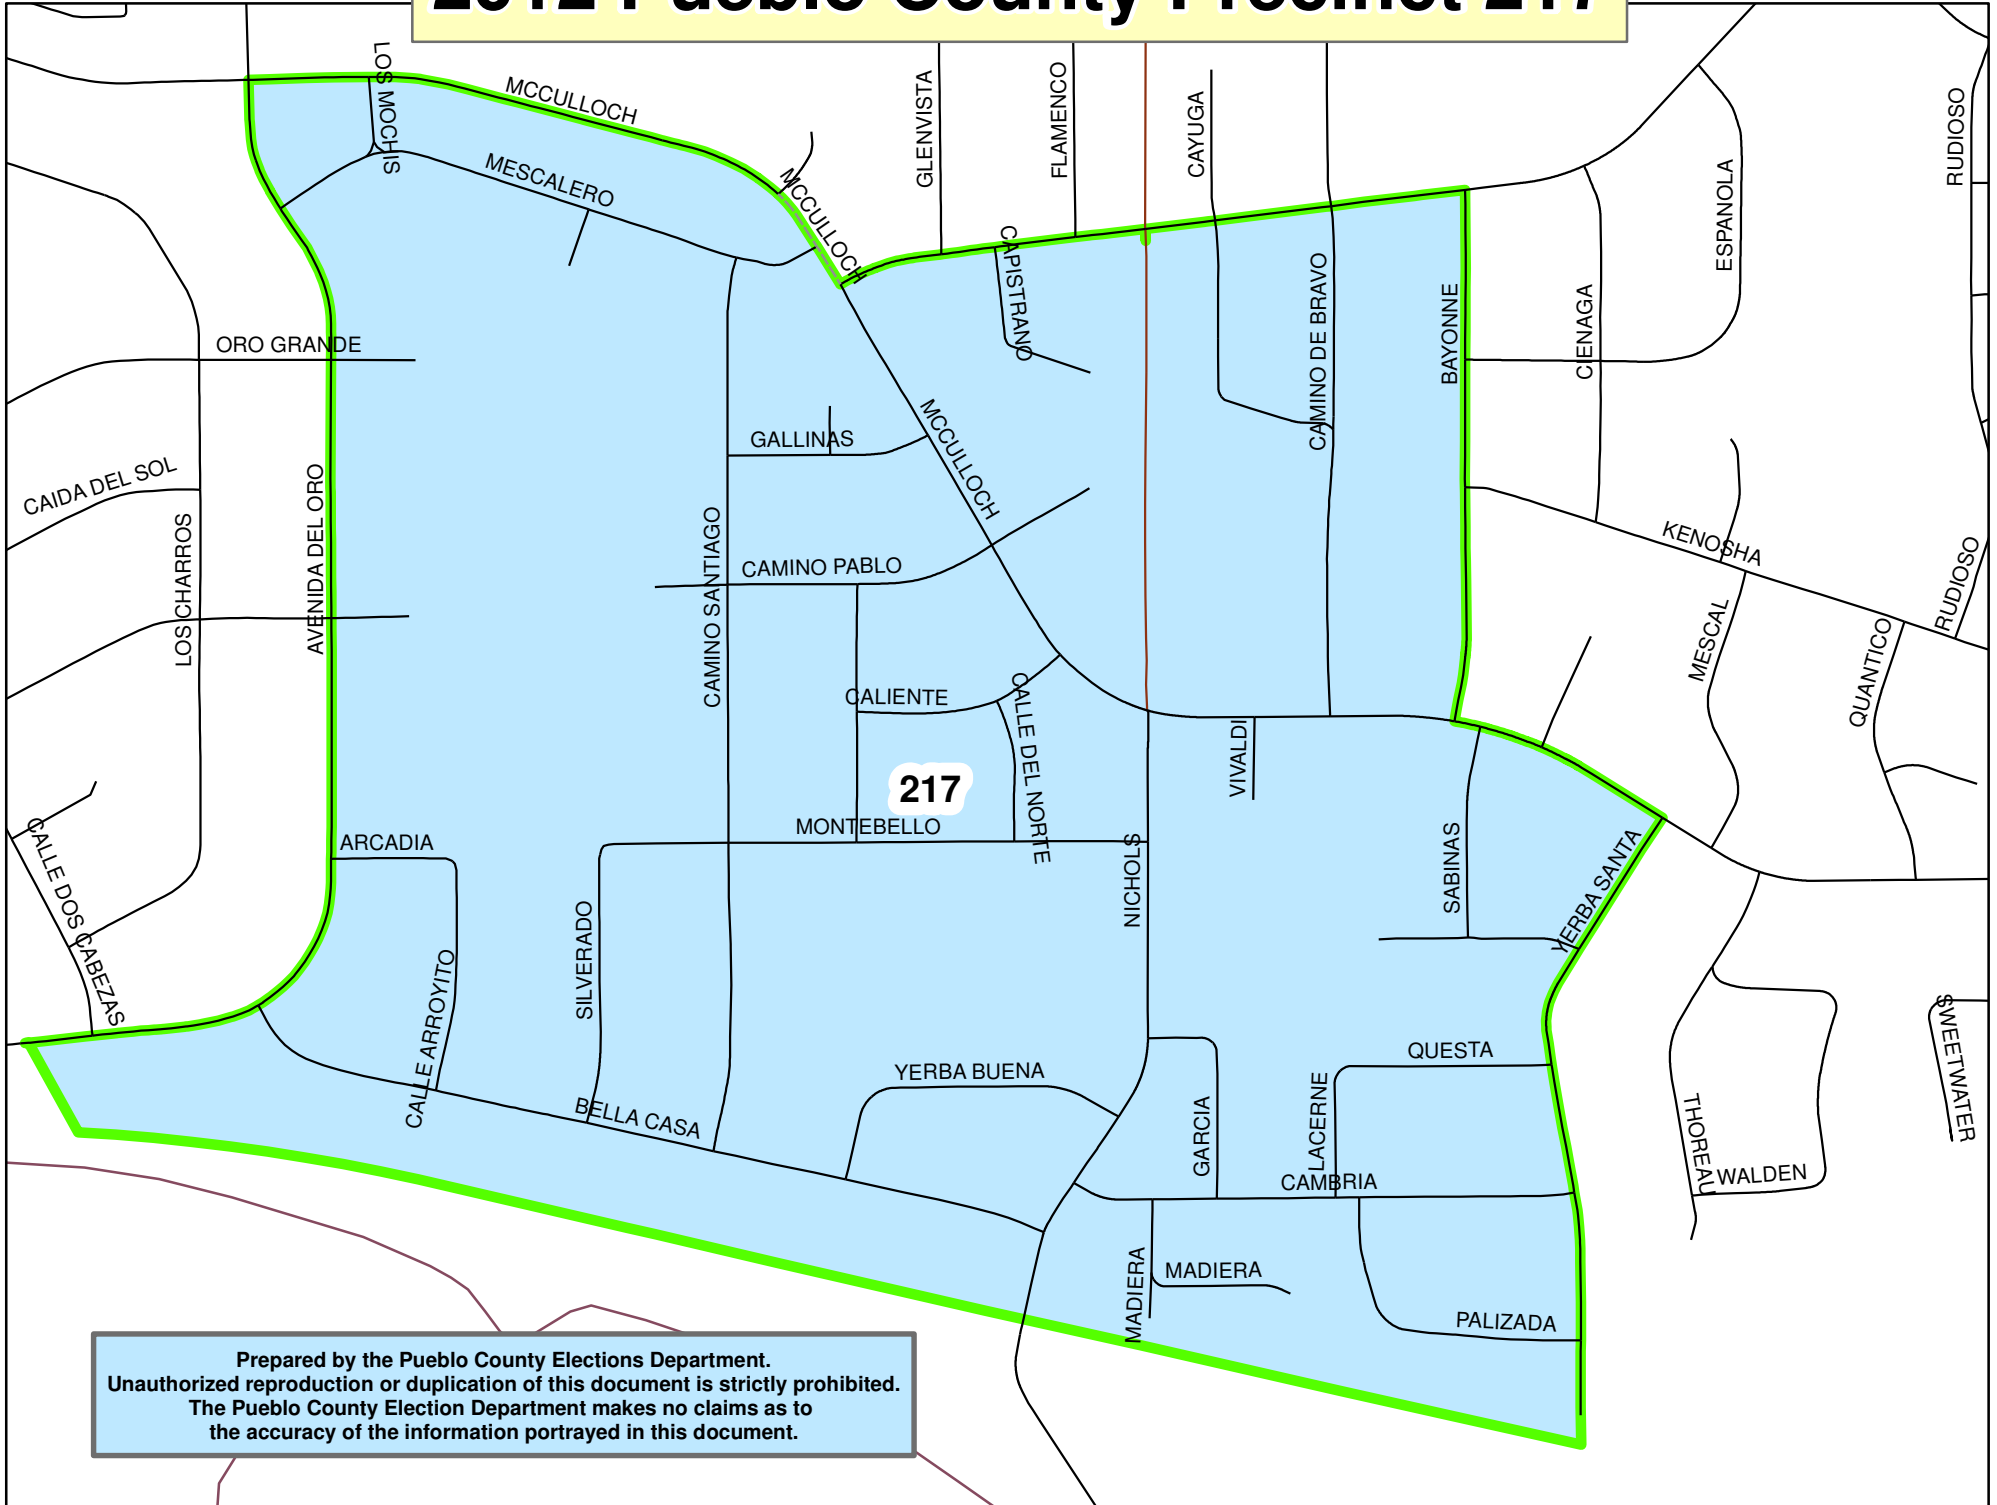 2012 Pueblo County Precinct 217
LOS MOCHIS
MCCULLOCH
MESCALERO
MCCULLOCH
GLENVISTA
FLAMENCO
CAYUGA
ESPANOLA
RUDIOSO
CAPISTRANO
CAMINO DE BRAVO
BAYONNE
CIENAGA
ORO GRANDE
CAIDA DEL SOL
LOS CHARROS
AVENIDA DEL ORO
GALLINAS
MCCULLOCH
CAMINO SANTIAGO
CAMINO PABLO
KENOSHA
RUDIOSO
MESCAL
QUANTICO
CALIENTE
CALLE DEL NORTE
VIVALDI
217
MONTEBELLO
NICHOLS
ARCADIA
CALLE DOS CABEZAS
SILVERADO
CALLE ARROYITO
SABINAS
YERBA SANTA
QUESTA
YERBA BUENA
BELLA CASA
GARCIA
LACERNE
CAMBRIA
THOREAU
WALDEN
SWEETWATER
MADIERA
MADIERA
PALIZADA
Prepared by the Pueblo County Elections Department.
Unauthorized reproduction or duplication of this document is strictly prohibited.
The Pueblo County Election Department makes no claims as to
the accuracy of the information portrayed in this document.